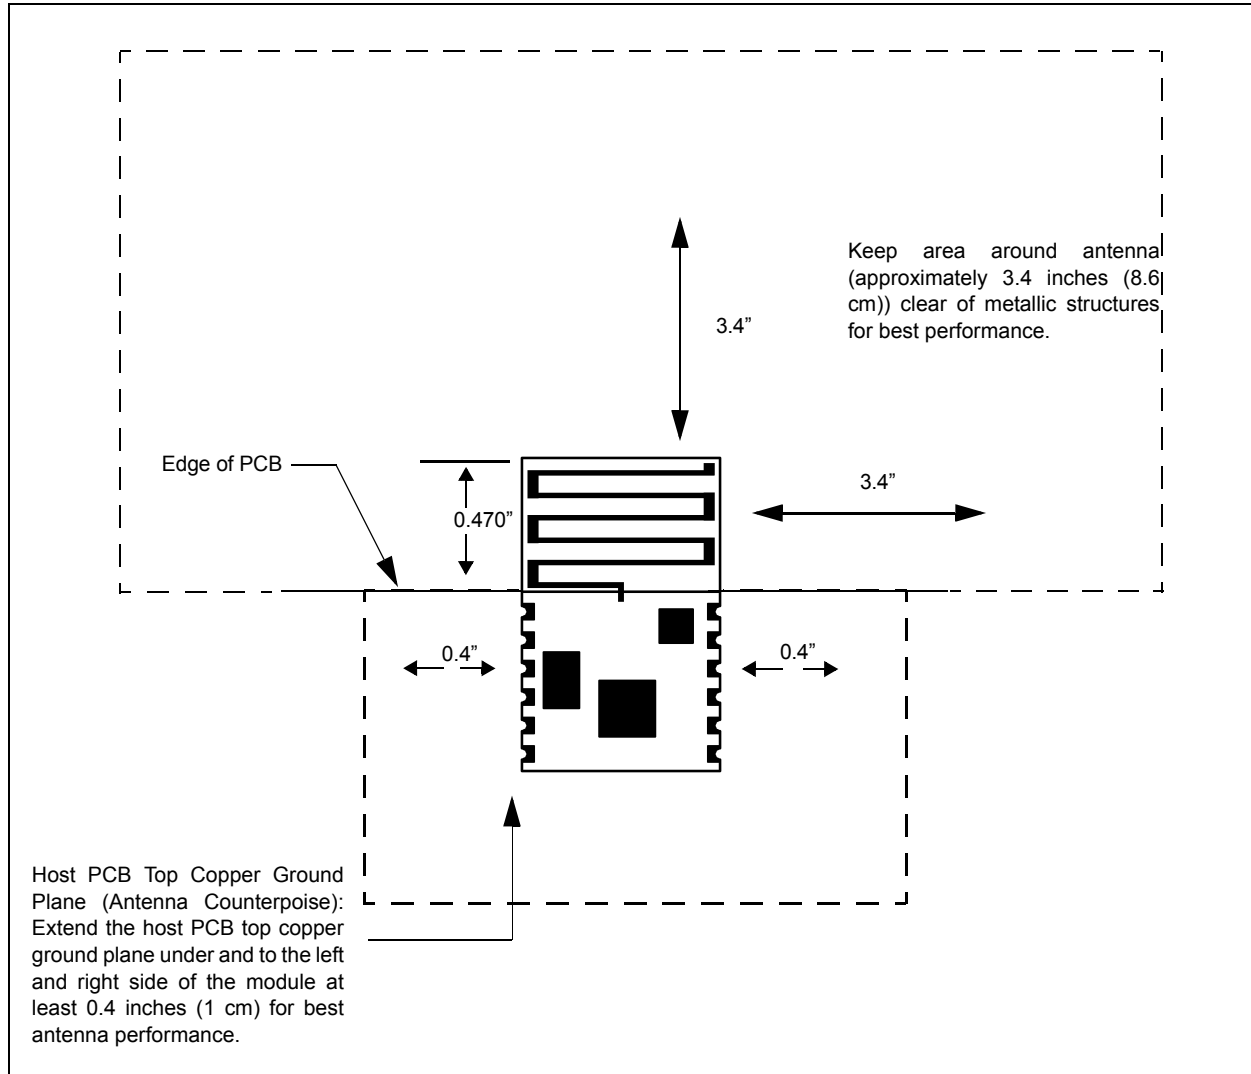 Keep area around antenna
(approximately 3.4 inches (8.6
cm)) clear of metallic structures
for best performance.
3.4”
Edge of PCB
3.4”
0.470”
0.4”
0.4”
Host PCB Top Copper Ground
Plane (Antenna Counterpoise):
Extend the host PCB top copper
ground plane under and to the left
and right side of the module at
least 0.4 inches (1 cm) for best
antenna performance.